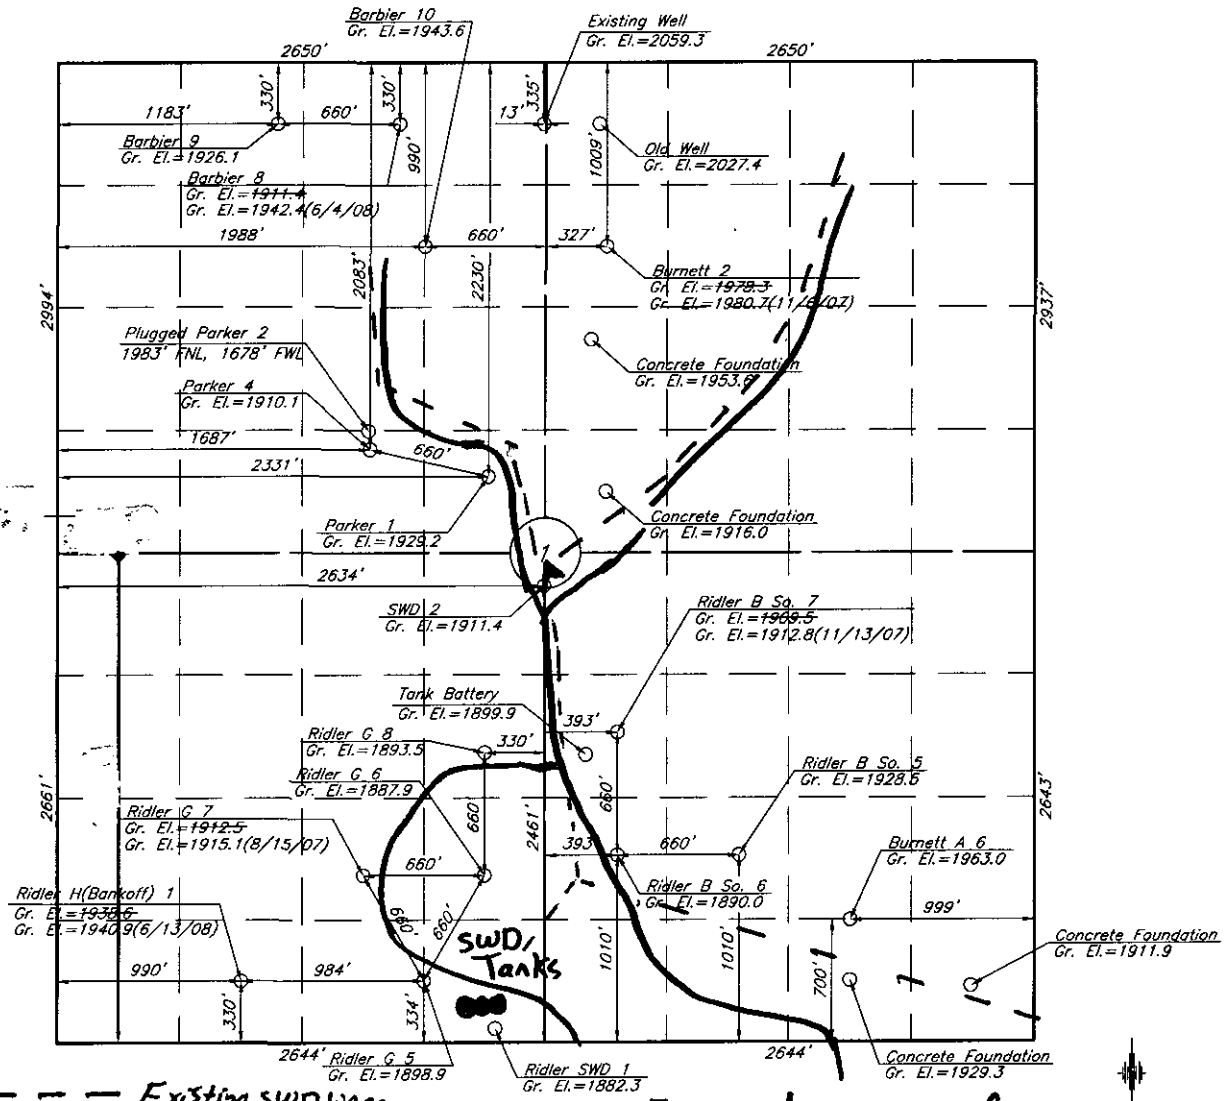 Barbier 10
Gr. El.=1943.6
Existing Well
Gr. El.=2059.3
2650'
2650'
330'
330'
335'
1183'
660'
13'
Barbier 9
Gr. El.=1926.1
990'
1009'
Old Well
Gr. El.=2027.4
Barbier 8
Gr. El.=1911.4
Gr. El.=1942.4(6/4/08)
1988'
660'
327'
2083'
2230'
Burnett 2
Gr. El.=1978.3
Gr. El.=1980.7(11/6/07)
2994'
2937'
Plugged Parker 2
1983' FNL, 1678' FWL
Concrete Foundation
Gr. El.=1953.6
Parker 4
Gr. El.=1910.1
1687'
660'
2331'
Parker 1
Gr. El.=1929.2
Concrete Foundation
Gr. El.=1916.0
1
2634'
SWD 2
Gr. El.=1911.4
Ridler B So. 7
Gr. El.=1909.5
Gr. El.=1912.8(11/13/07)
Tank Battery
Gr. El.=1899.9
393'
Ridler G 8
Gr. El.=1893.5
330'
Ridler G 6
Gr. El.=1887.9
Ridler B So. 5
Gr. El.=1928.6
2661'
660'
2461'
660'
2643'
Ridler G 7
Gr. El.=1912.5
Gr. El.=1915.1(8/15/07)
660'
393'
660'
Burnett A 6
Gr. El.=1963.0
Ridler H(Bankoff) 1
Gr. El.=1938.6
Gr. El.=1940.9(6/13/08)
Ridler B So. 6
Gr. El.=1890.0
660'
660'
999'
SWD/
Tanks
1010'
1010'
700'
Concrete Foundation
Gr. El.=1911.9
990'
984'
330'
334'
2644'
2644'
Ridler G 5
Gr. El.=1898.9
Ridler SWD 1
Gr. El.=1882.3
Concrete Foundation
Gr. El.=1929.3
Existing SWD